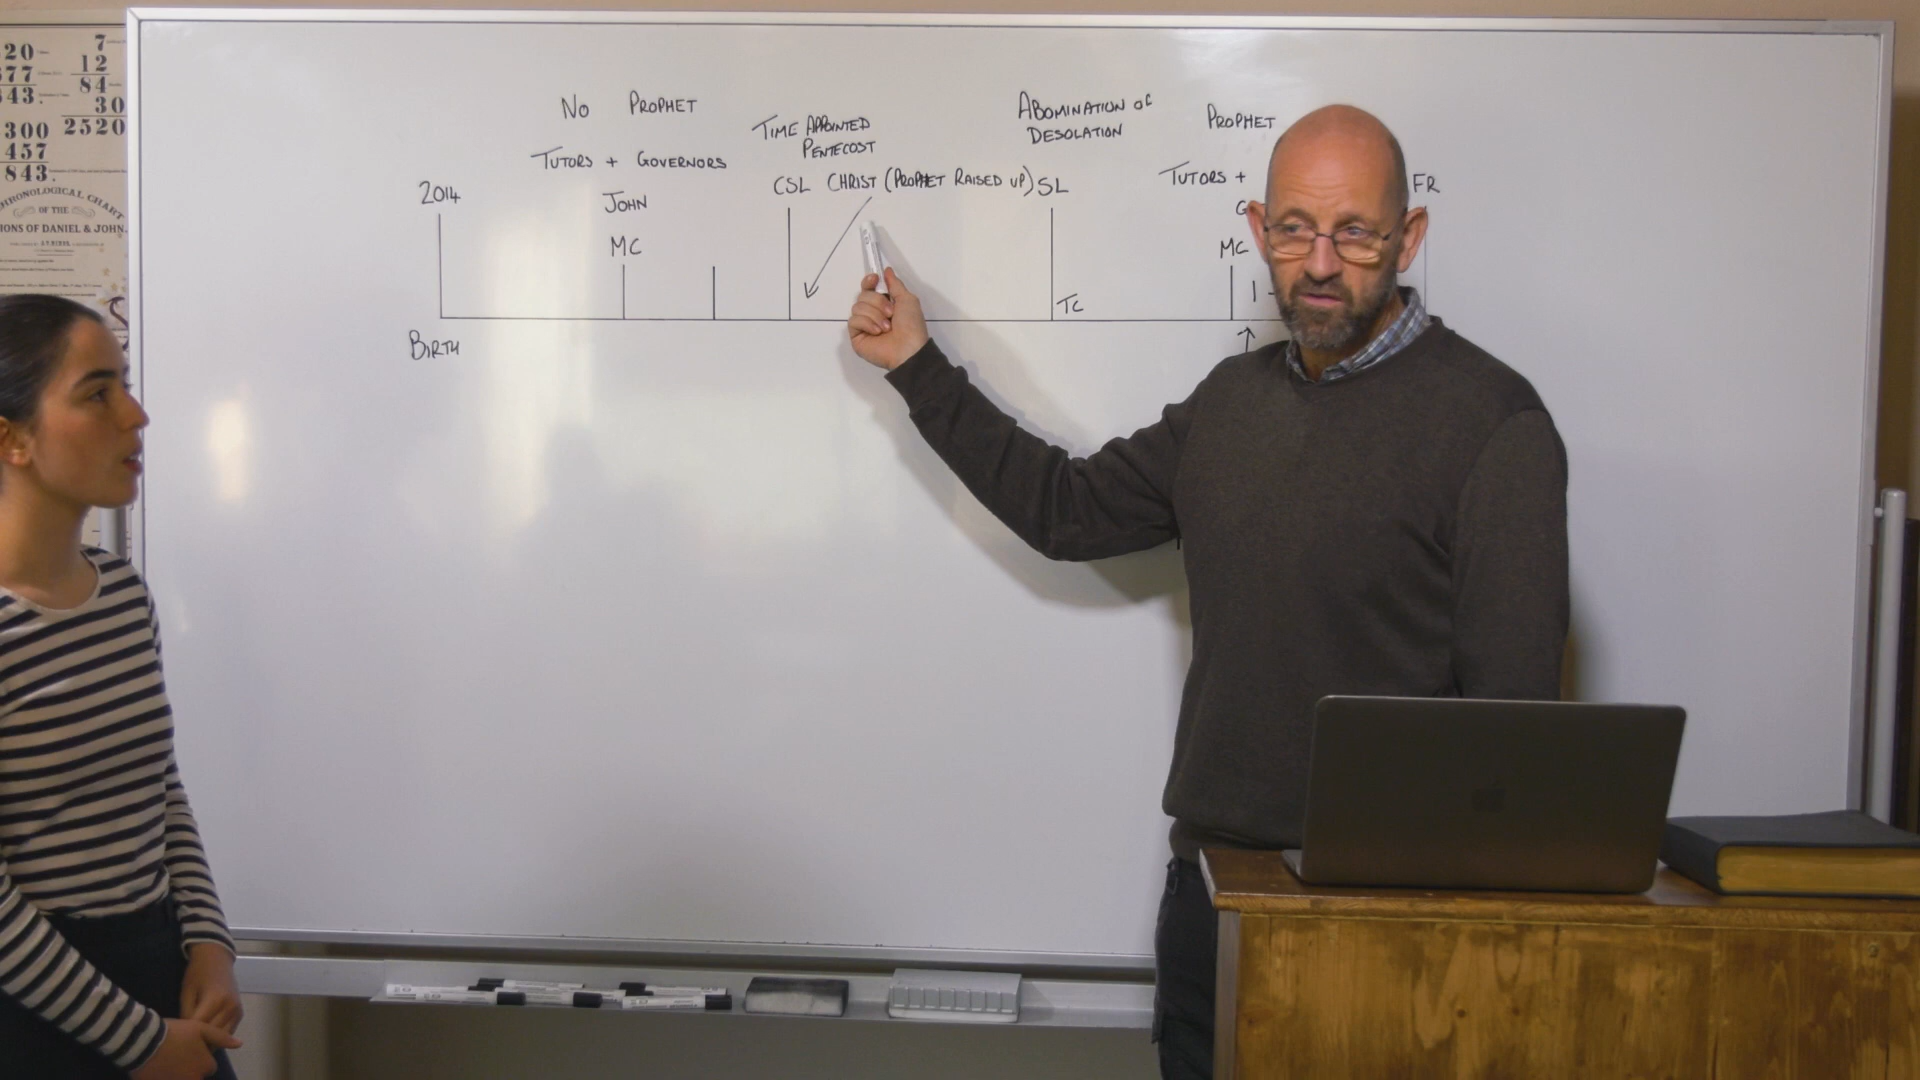 20
7
377
12
843.
84
30
300
2520
457
843.
CHRONOLOGICAL CHART
OF THE
IONS OF DANIEL & JOHN.
NO PROPHET
TUTORS + GOVERNORS
2014
JOHN
MC
BIRTH
TIME APPOINTED
PENTECOST
CSL CHRIST (PROPHET RAISED UP) SL
ABOMINATION OF
DESOLATION
TC
PROPHET
TUTORS +
G
MC
FR